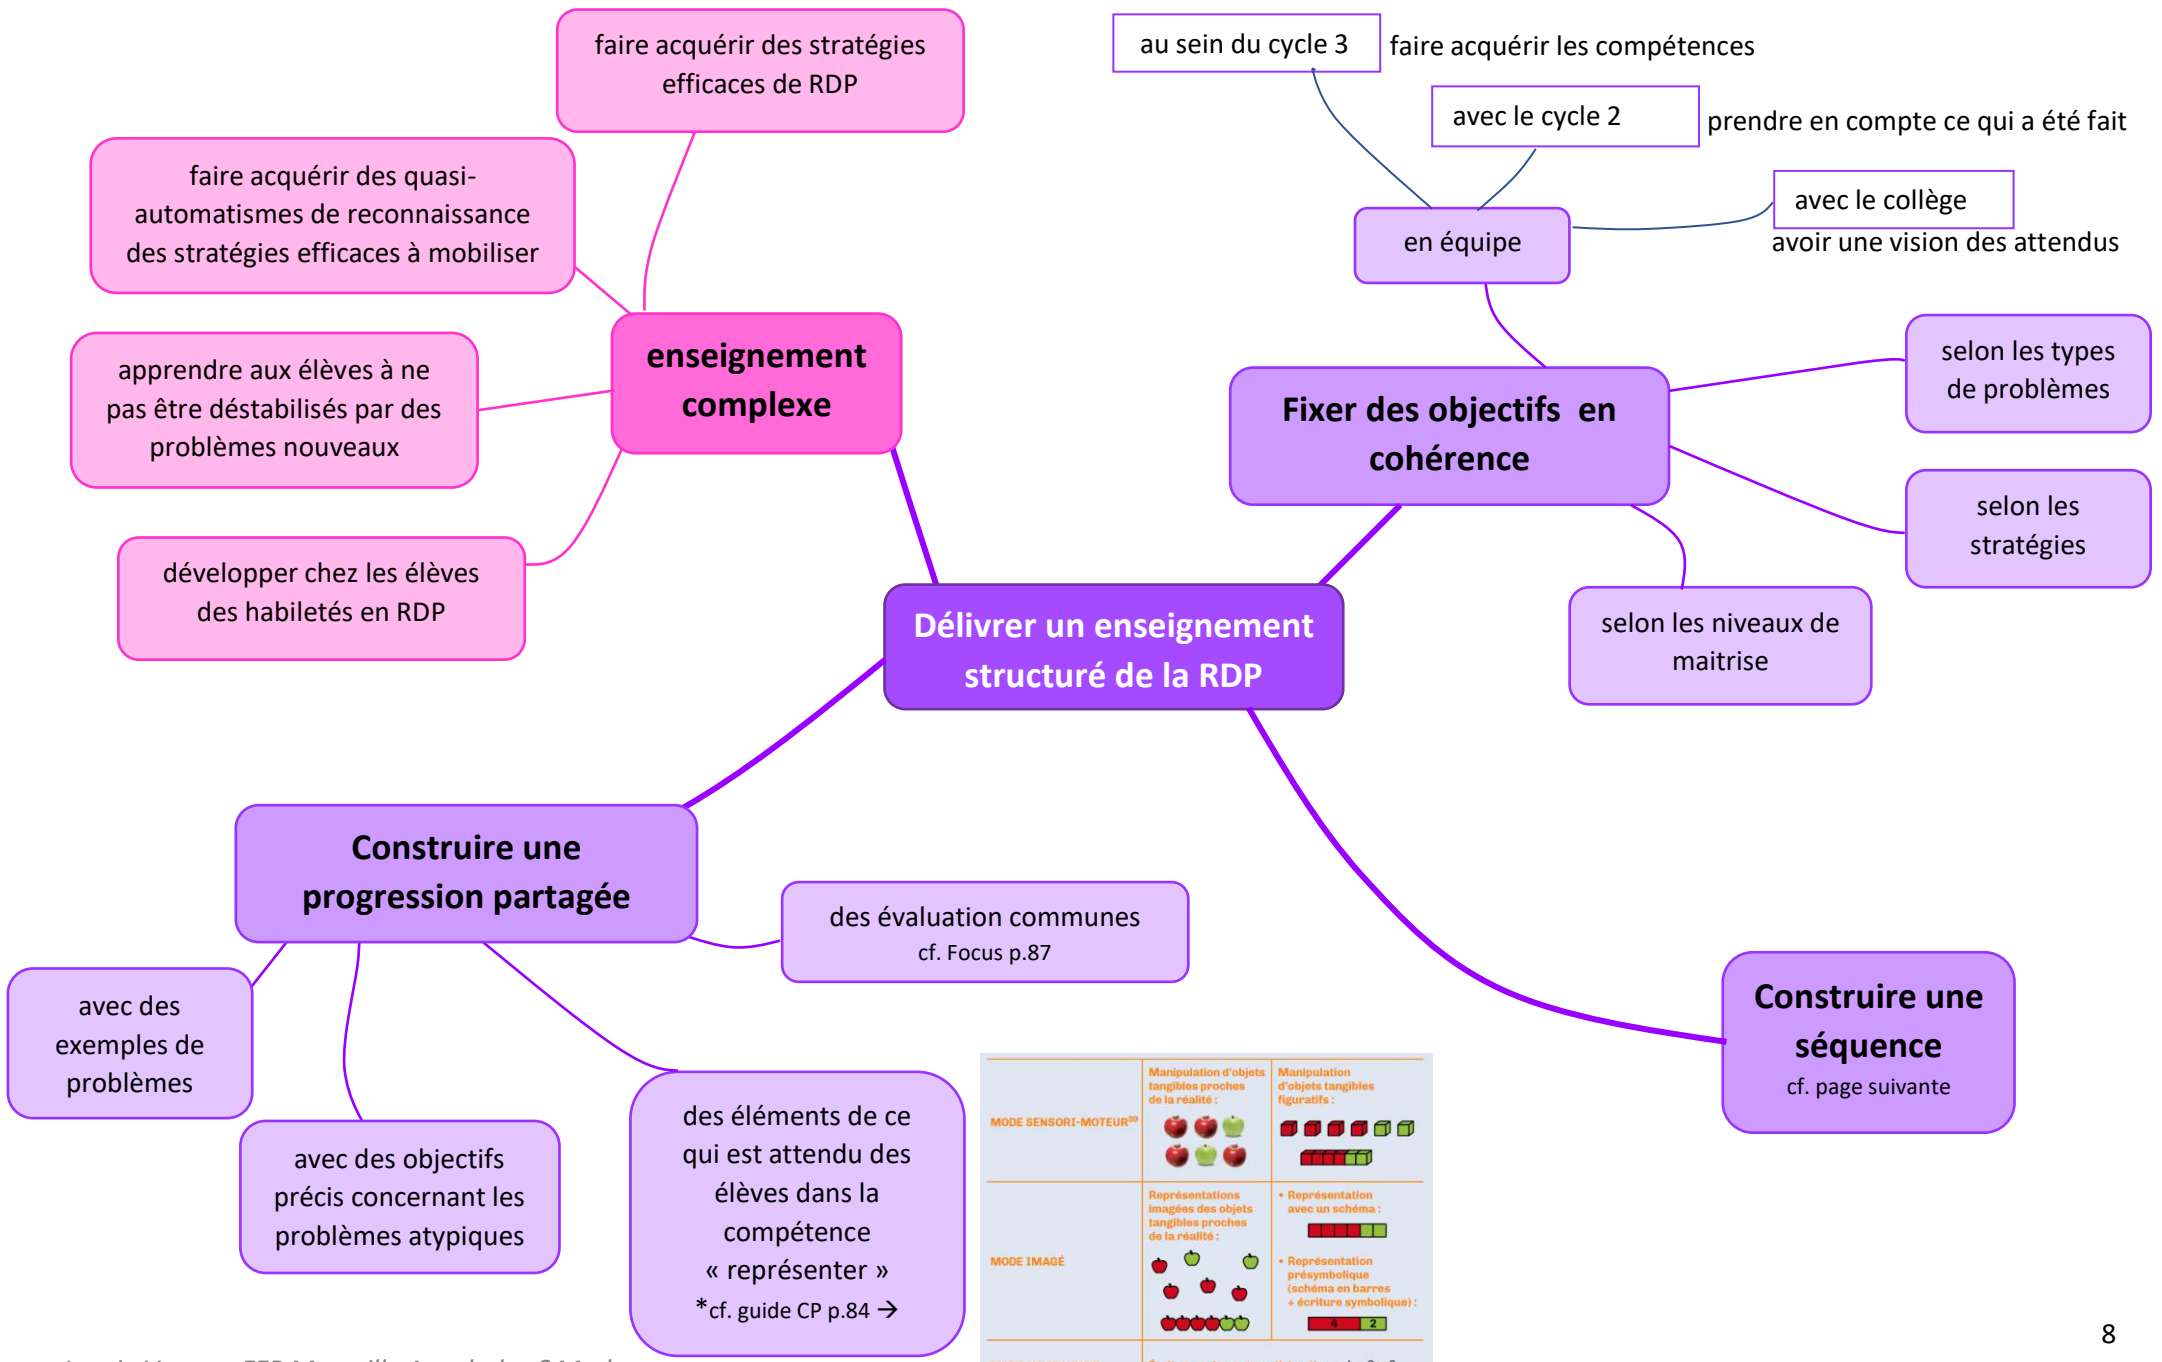 faire acquérir des stratégies
efficaces de RDP
faire acquérir des quasi-
automatismes de reconnaissance
des stratégies efficaces à mobiliser
apprendre aux élèves à ne
pas être déstabilisés par des
problèmes nouveaux
développer chez les élèves
des habiletés en RDP
enseignement
complexe
au sein du cycle 3
faire acquérir les compétences
avec le cycle 2
prendre en compte ce qui a été fait
avec le collège
avoir une vision des attendus
en équipe
Fixer des objectifs en
cohérence
selon les types
de problèmes
selon les
stratégies
selon les niveaux de
maitrise
Délivrer un enseignement
structuré de la RDP
Construire une
progression partagée
des évaluation communes
cf. Focus p.87
avec des
exemples de
problèmes
avec des objectifs
précis concernant les
problèmes atypiques
des éléments de ce
qui est attendu des
élèves dans la
compétence
« représenter »
*cf. guide CP p.84 →
Construire une
séquence
cf. page suivante
MODE SENSORI-MOTEUR³⁹
Manipulation d'objets
tangibles proches
de la réalité :
Manipulation
d'objets tangibles
figuratifs :
MODE IMAGÉ
Représentations
imagées des objets
tangibles proches
de la réalité :
• Représentation
avec un schéma :
• Représentation
présymbolique
(schéma en barres
+ écriture symbolique) :
4 2
8